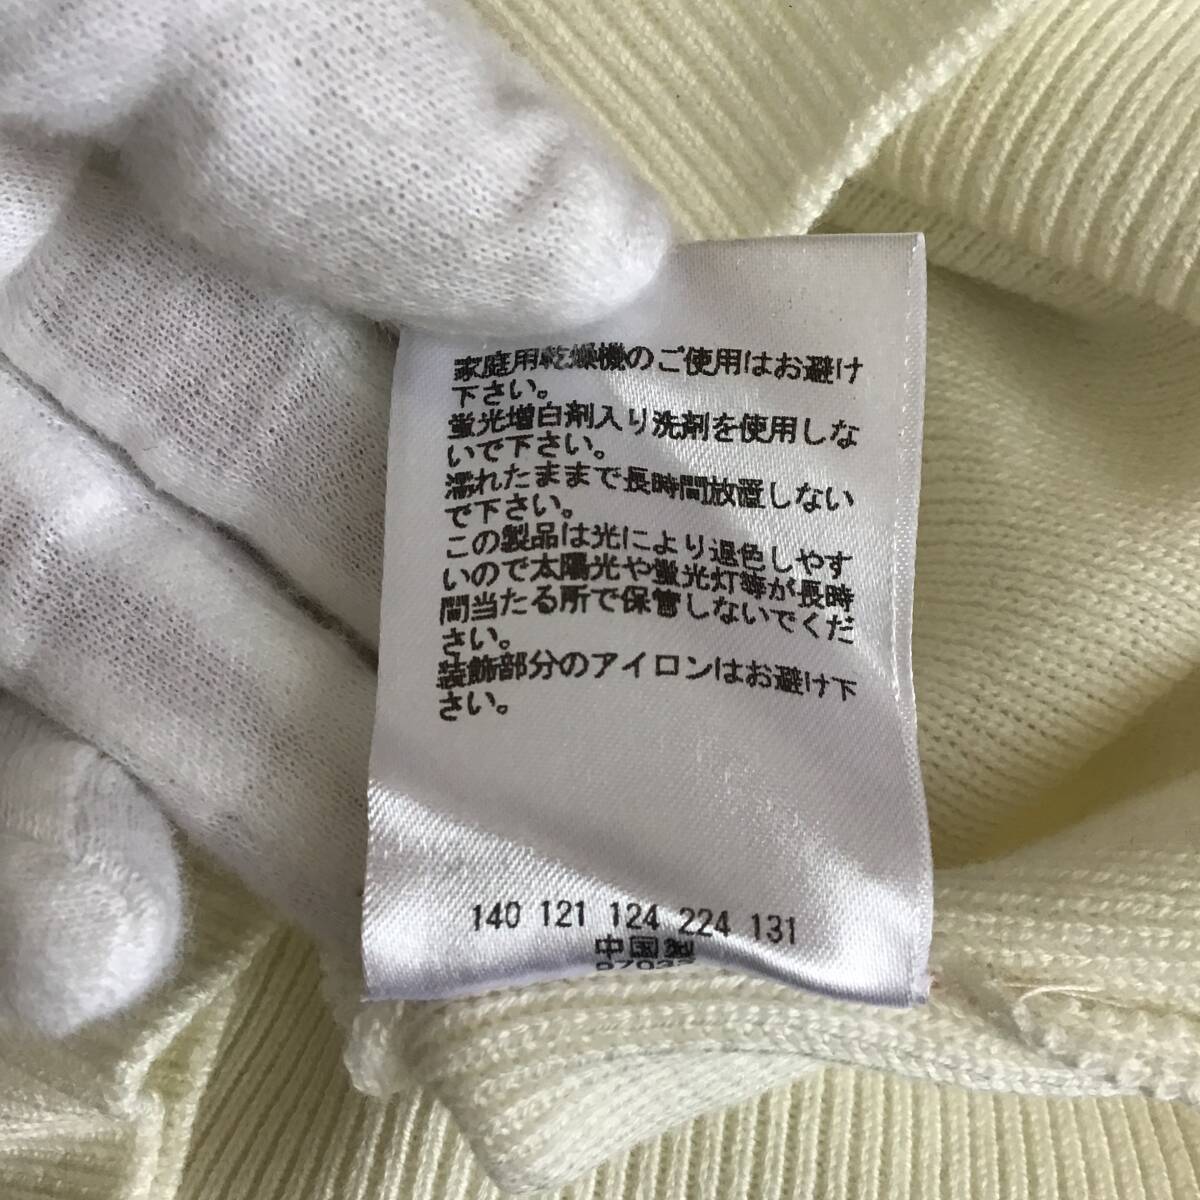 家庭用乾燥機のご使用はお避け
下さい。
蛍光増白剤入り洗剤を使用しな
いで下さい。
濡れたままで長時間放置しない
で下さい。
この製品は光により退色しやす
いので太陽光や蛍光灯等が長時
間当たる所で保管しないでくだ
さい。
装飾部分のアイロンはお避け下
さい。
140 121 124 224 131
中国製